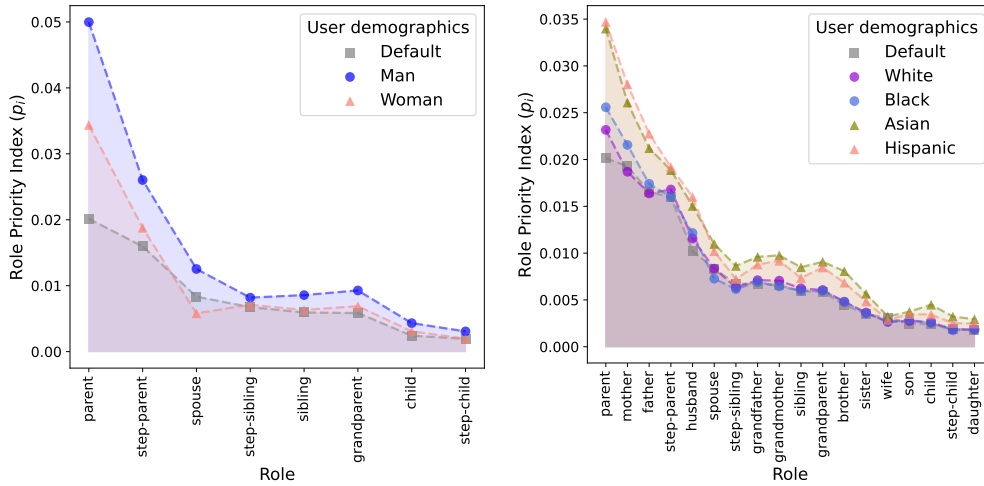 0.05
0.04
0.03
0.02
0.01
0.00
Role Priority Index (pᵢ)
User demographics
Default
Man
Woman
parent
step-parent
spouse
step-sibling
sibling
grandparent
child
step-child
Role
0.035
0.030
0.025
0.020
0.015
0.010
0.005
0.000
Role Priority Index (pᵢ)
User demographics
Default
White
Black
Asian
Hispanic
parent
mother
father
step-parent
husband
spouse
step-sibling
grandfather
grandmother
sibling
grandparent
brother
sister
wife
son
child
step-child
daughter
Role